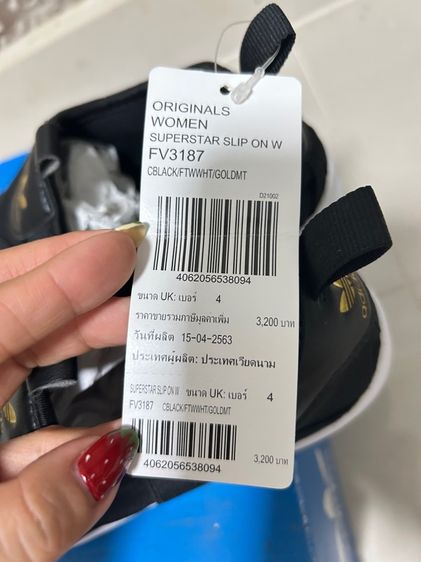 ORIGINALS
WOMEN
SUPERSTAR SLIP ON W
FV3187
CBLACK/FTWWHT/GOLDMT
D21002
4062056538094
ขนาด UK: เบอร์ 4
ราคาขายรวมภาษีมูลค่าเพิ่ม 3,200 บาท
วันที่ผลิต 15-04-2563
ประเทศผู้ผลิต: ประเทศเวียดนาม
SUPERSTAR SLIP ON W ขนาด UK: เบอร์ 4
FV3187 CBLACK/FTWWHT/GOLDMT
4062056538094 3,200 บาท